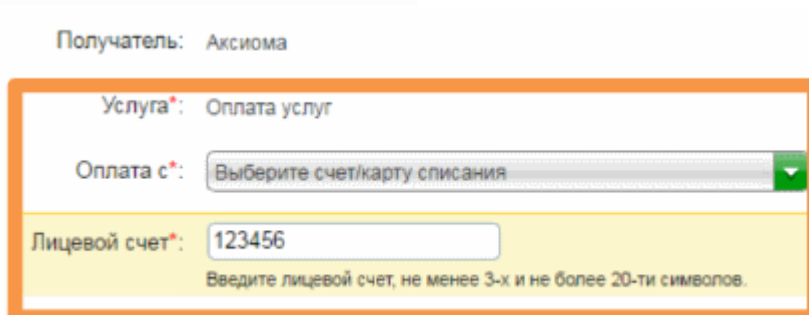 Получатель: Аксиома
Услуга*: Оплата услуг
Оплата с*: Выберите счет/карту списания
Лицевой счет*: 123456
Введите лицевой счет, не менее 3-х и не более 20-ти символов.